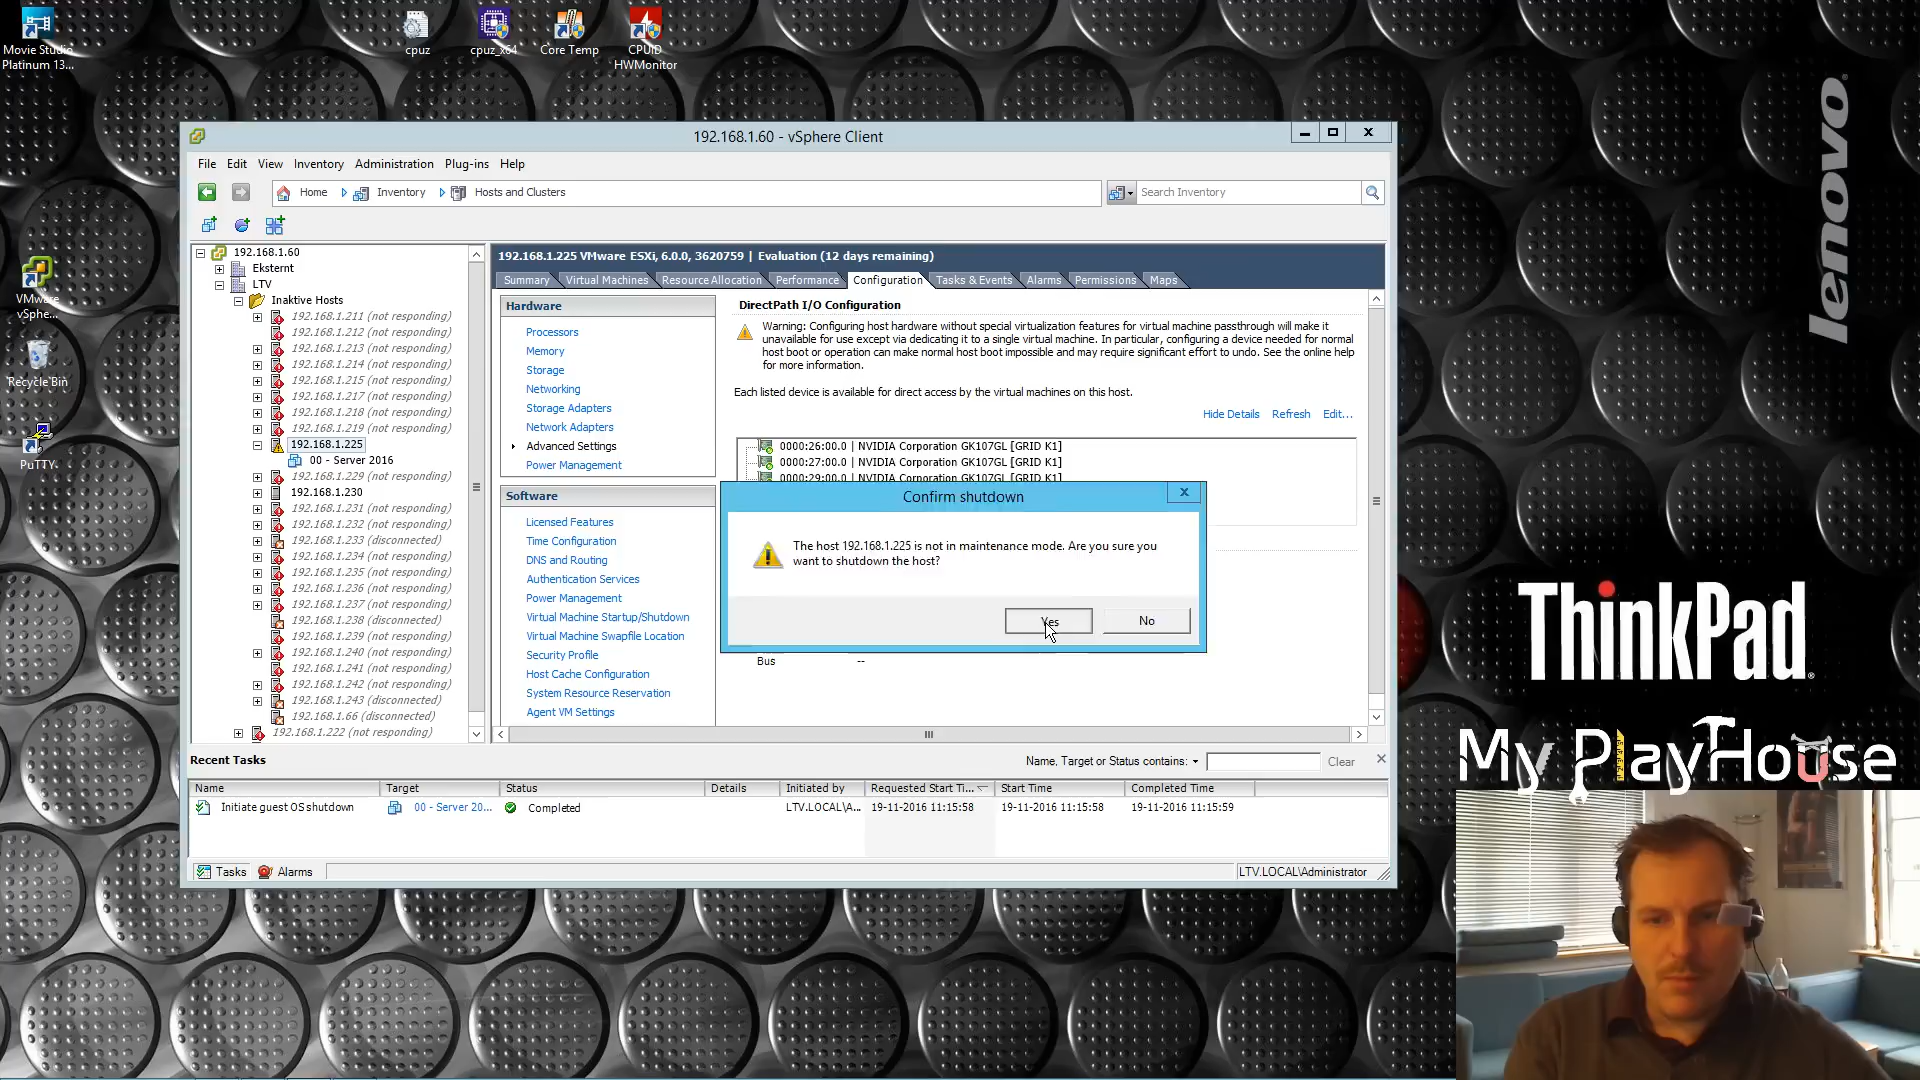 Movie Studio
Platinum 13...
cpuz
cpuz_x64
Core Temp
CPUID
HWMonitor
VMware
vSphe...
Recycle Bin
PuTTY
lenovo
ThinkPad
My PlayHouse
192.168.1.60 - vSphere Client
File Edit View Inventory Administration Plug-ins Help
Home Inventory Hosts and Clusters
Search Inventory
192.168.1.60
Eksternt
LTV
Inaktive Hosts
192.168.1.211 (not responding)
192.168.1.212 (not responding)
192.168.1.213 (not responding)
192.168.1.214 (not responding)
192.168.1.215 (not responding)
192.168.1.217 (not responding)
192.168.1.218 (not responding)
192.168.1.219 (not responding)
192.168.1.225
00 - Server 2016
192.168.1.229 (not responding)
192.168.1.230
192.168.1.231 (not responding)
192.168.1.232 (not responding)
192.168.1.233 (disconnected)
192.168.1.234 (not responding)
192.168.1.235 (not responding)
192.168.1.236 (not responding)
192.168.1.237 (not responding)
192.168.1.238 (disconnected)
192.168.1.239 (not responding)
192.168.1.240 (not responding)
192.168.1.241 (not responding)
192.168.1.242 (not responding)
192.168.1.243 (disconnected)
192.168.1.66 (disconnected)
192.168.1.222 (not responding)
192.168.1.225 VMware ESXi, 6.0.0, 3620759 | Evaluation (12 days remaining)
Summary Virtual Machines Resource Allocation Performance Configuration Tasks & Events Alarms Permissions Maps
Hardware
Processors
Memory
Storage
Networking
Storage Adapters
Network Adapters
Advanced Settings
Power Management
Software
Licensed Features
Time Configuration
DNS and Routing
Authentication Services
Power Management
Virtual Machine Startup/Shutdown
Virtual Machine Swapfile Location
Security Profile
Host Cache Configuration
System Resource Reservation
Agent VM Settings
DirectPath I/O Configuration
Warning: Configuring host hardware without special virtualization features for virtual machine passthrough will make it
unavailable for use except via dedicating it to a single virtual machine. In particular, configuring a device needed for normal
host boot or operation can make normal host boot impossible and may require significant effort to undo. See the online help
for more information.
Each listed device is available for direct access by the virtual machines on this host.
Hide Details Refresh Edit...
0000:26:00.0 | NVIDIA Corporation GK107GL [GRID K1]
0000:27:00.0 | NVIDIA Corporation GK107GL [GRID K1]
0000:29:00.0 | NVIDIA Corporation GK107GL [GRID K1]
Confirm shutdown
The host 192.168.1.225 is not in maintenance mode. Are you sure you
want to shutdown the host?
Yes No
Bus --
Recent Tasks
Name, Target or Status contains: Clear
Name Target Status Details Initiated by Requested Start Ti... Start Time Completed Time
Initiate guest OS shutdown 00 - Server 20... Completed LTV.LOCAL\A... 19-11-2016 11:15:58 19-11-2016 11:15:58 19-11-2016 11:15:59
Tasks Alarms
LTV.LOCAL\Administrator